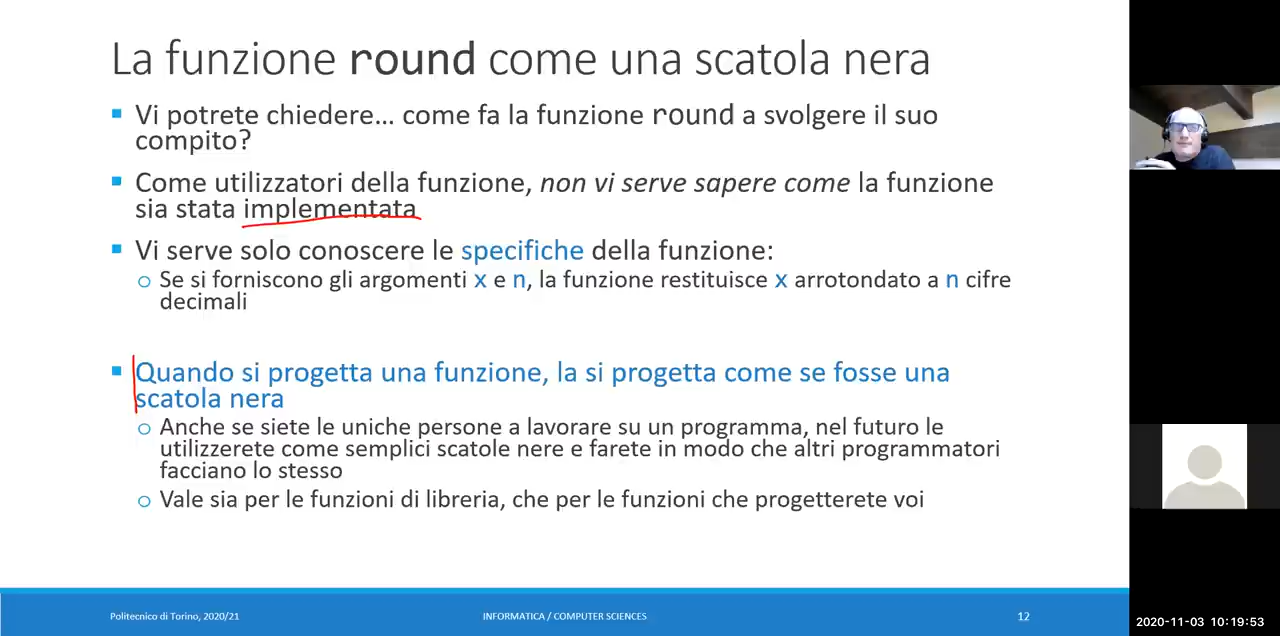 La funzione round come una scatola nera
Vi potrete chiedere... come fa la funzione round a svolgere il suo
compito?
Come utilizzatori della funzione, non vi serve sapere come la funzione
sia stata implementata
Vi serve solo conoscere le specifiche della funzione:
Se si forniscono gli argomenti x e n, la funzione restituisce x arrotondato a n cifre
decimali
Quando si progetta una funzione, la si progetta come se fosse una
scatola nera
Anche se siete le uniche persone a lavorare su un programma, nel futuro le
utilizzerete come semplici scatole nere e farete in modo che altri programmatori
facciano lo stesso
Vale sia per le funzioni di libreria, che per le funzioni che progetterete voi
Politecnico di Torino, 2020/21
INFORMATICA / COMPUTER SCIENCES
12
2020-11-03 10:19:53